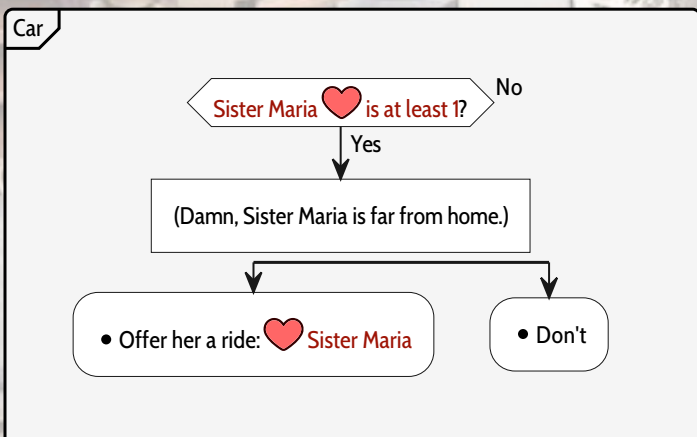 Car
Sister Maria ❤ is at least 1?
No
Yes
(Damn, Sister Maria is far from home.)
• Offer her a ride: ❤ Sister Maria
• Don't